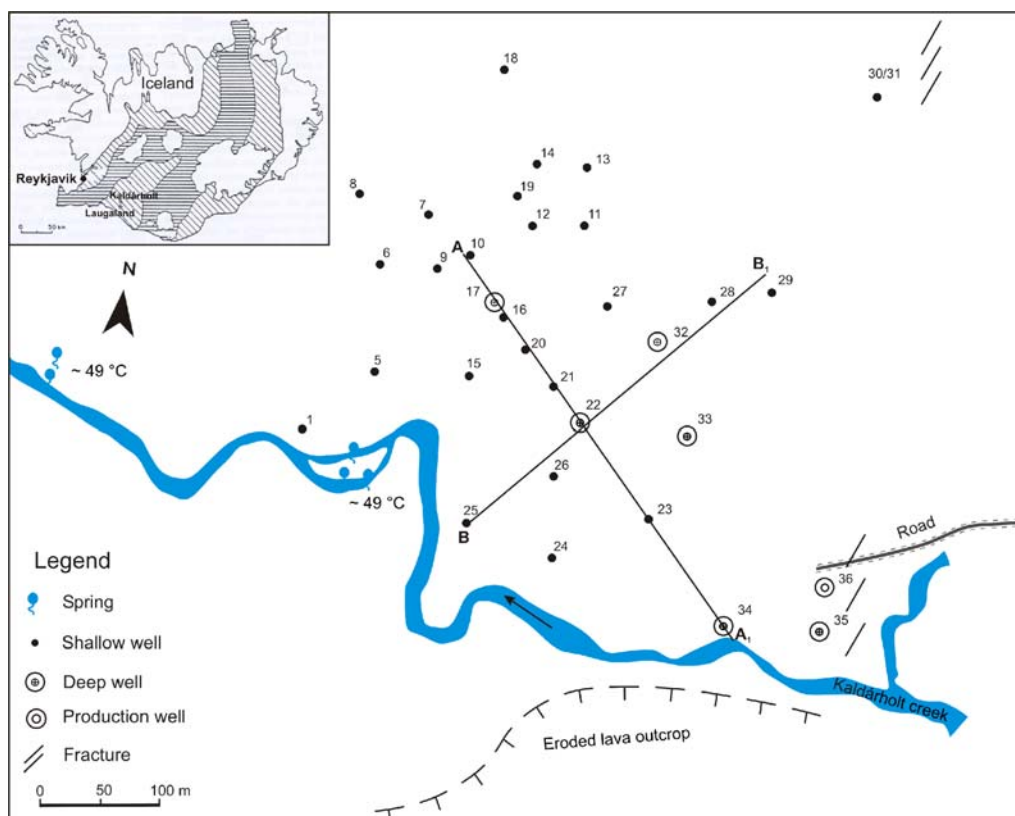 Iceland
Reykjavik
Kaldárholt
Laugaland
0 50 km
18
30/31
14
13
8
19
7
12
11
A
10
6
9
B1
29
17
28
27
16
32
N
20
5
15
21
~ 49 °C
22
33
1
26
~ 49 °C
25
23
B
Road
24
36
34
35
A1
Kaldárholt creek
Eroded lava outcrop
Legend
Spring
Shallow well
Deep well
Production well
Fracture
0 50 100 m